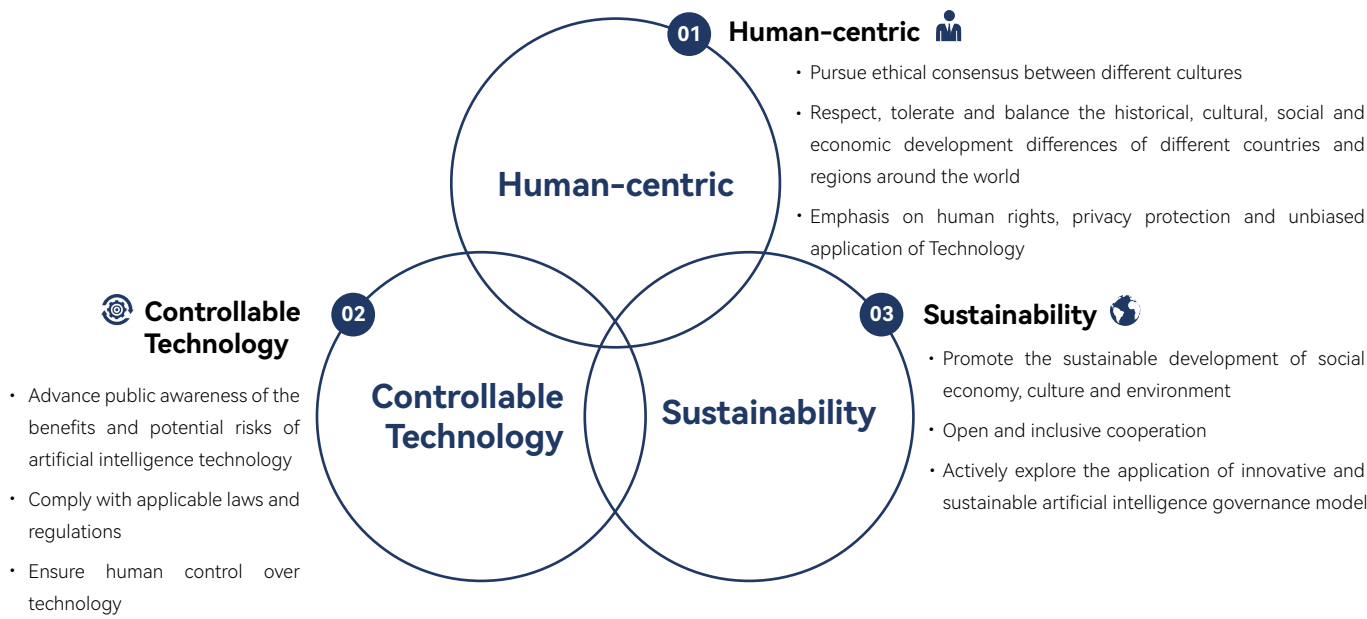 01
Human-centric
• Pursue ethical consensus between different cultures
• Respect, tolerate and balance the historical, cultural, social and
economic development differences of different countries and
regions around the world
• Emphasis on human rights, privacy protection and unbiased
application of Technology
Human-centric
02
Controllable
Technology
• Advance public awareness of the
benefits and potential risks of
artificial intelligence technology
• Comply with applicable laws and
regulations
• Ensure human control over
technology
Controllable
Technology
Sustainability
03
Sustainability
• Promote the sustainable development of social
economy, culture and environment
• Open and inclusive cooperation
• Actively explore the application of innovative and
sustainable artificial intelligence governance model